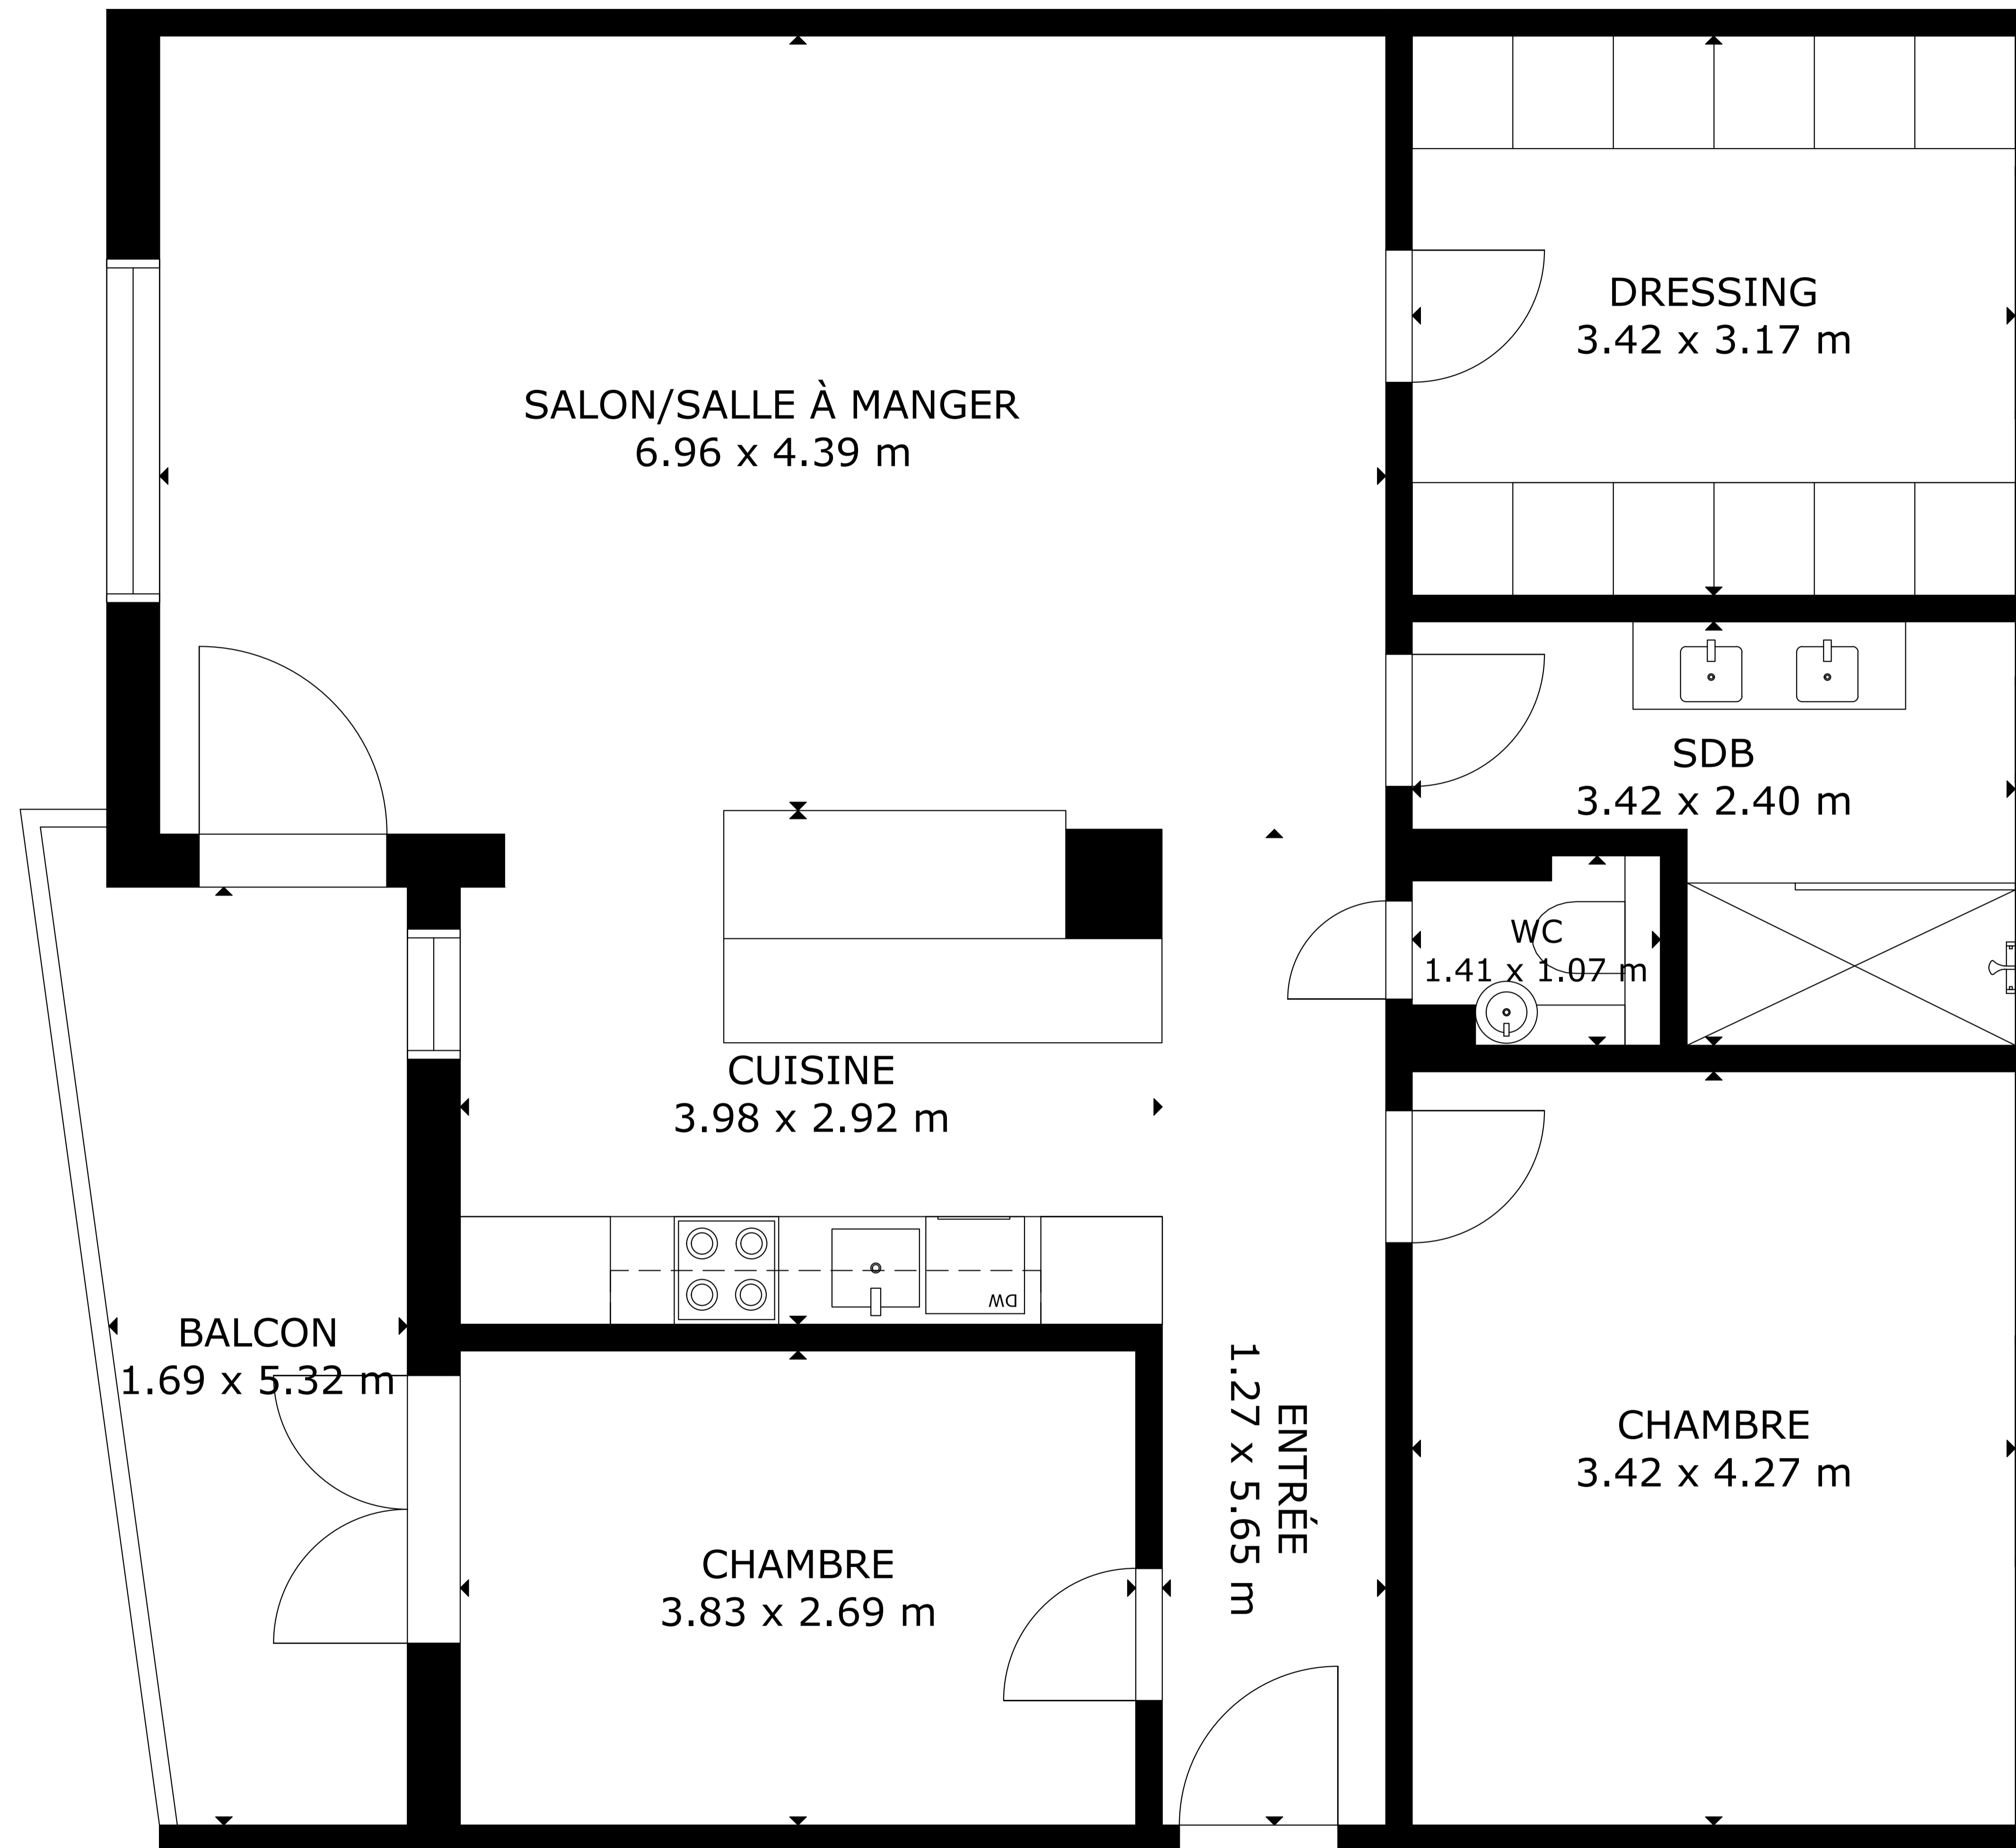 DRESSING
3.42 x 3.17 m
SALON/SALLE À MANGER
6.96 x 4.39 m
SDB
3.42 x 2.40 m
WC
1.41 x 1.07 m
CUISINE
3.98 x 2.92 m
DW
BALCON
1.69 x 5.32 m
ENTRÉE
1.27 x 5.65 m
CHAMBRE
3.42 x 4.27 m
CHAMBRE
3.83 x 2.69 m